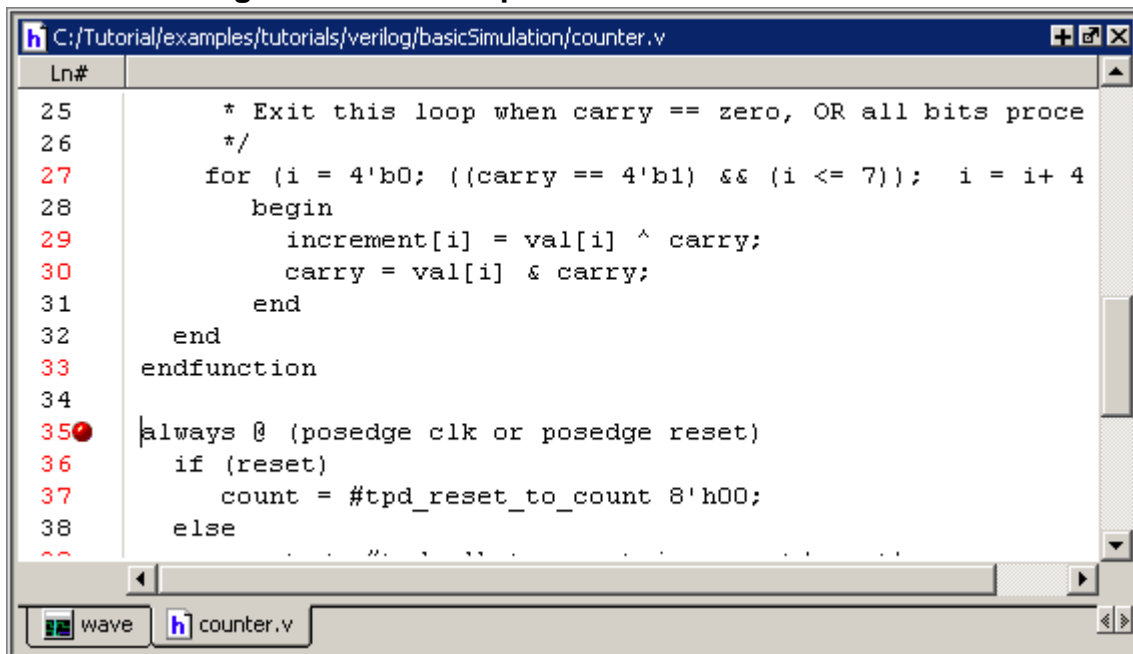 C:/Tutorial/examples/tutorials/verilog/basicSimulation/counter.v
Ln#
25 * Exit this loop when carry == zero, OR all bits proce
26 */
27 for (i = 4'b0; ((carry == 4'b1) && (i <= 7)); i = i+ 4
28 begin
29 increment[i] = val[i] ^ carry;
30 carry = val[i] & carry;
31 end
32 end
33 endfunction
34
35 always @ (posedge clk or posedge reset)
36 if (reset)
37 count = #tpd_reset_to_count 8'h00;
38 else
wave counter.v